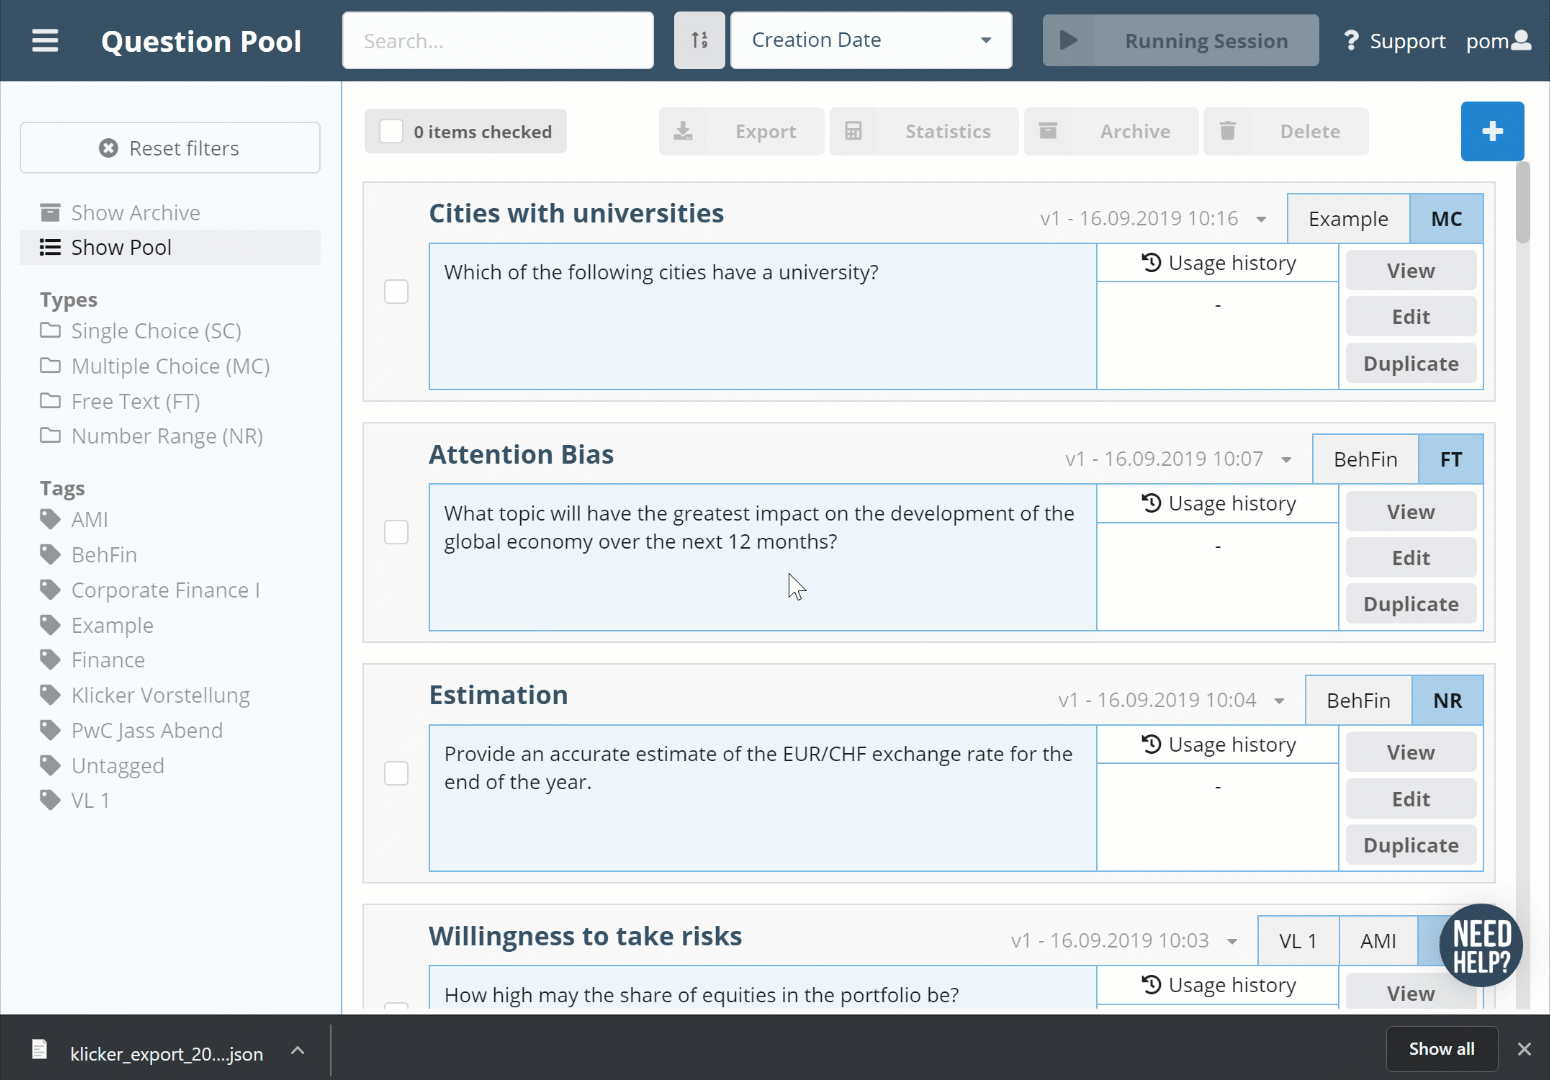 Question Pool
Search...
Creation Date
Running Session
? Support
pom
Reset filters
Show Archive
Show Pool
Types
Single Choice (SC)
Multiple Choice (MC)
Free Text (FT)
Number Range (NR)
Tags
AMI
BehFin
Corporate Finance I
Example
Finance
Klicker Vorstellung
PwC Jass Abend
Untagged
VL 1
0 items checked
Export
Statistics
Archive
Delete
+
Cities with universities
v1 - 16.09.2019 10:16
Example
MC
Which of the following cities have a university?
Usage history
-
View
Edit
Duplicate
Attention Bias
v1 - 16.09.2019 10:07
BehFin
FT
What topic will have the greatest impact on the development of the
global economy over the next 12 months?
Usage history
-
View
Edit
Duplicate
Estimation
v1 - 16.09.2019 10:04
BehFin
NR
Provide an accurate estimate of the EUR/CHF exchange rate for the
end of the year.
Usage history
-
View
Edit
Duplicate
Willingness to take risks
v1 - 16.09.2019 10:03
VL 1
AMI
How high may the share of equities in the portfolio be?
Usage history
View
NEED
HELP?
klicker_export_20....json
Show all